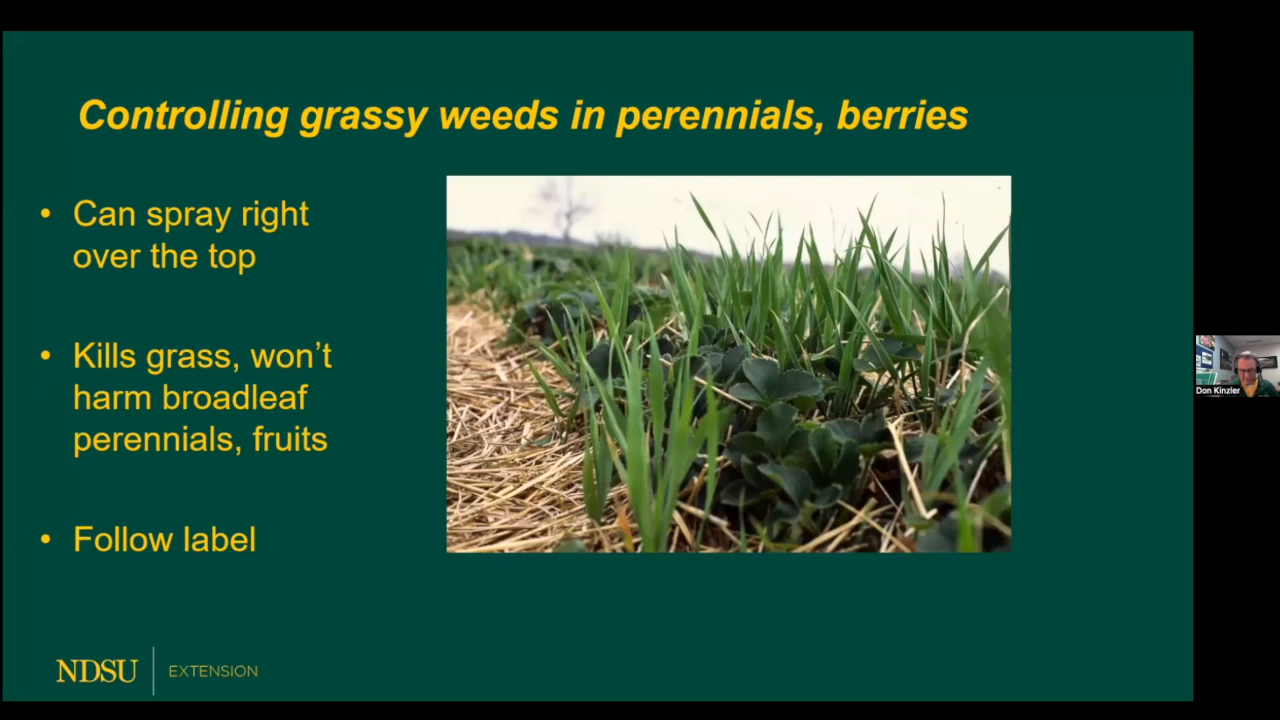 Controlling grassy weeds in perennials, berries
• Can spray right
over the top
• Kills grass, won’t
harm broadleaf
perennials, fruits
• Follow label
NDSU EXTENSION
Don Kinzler